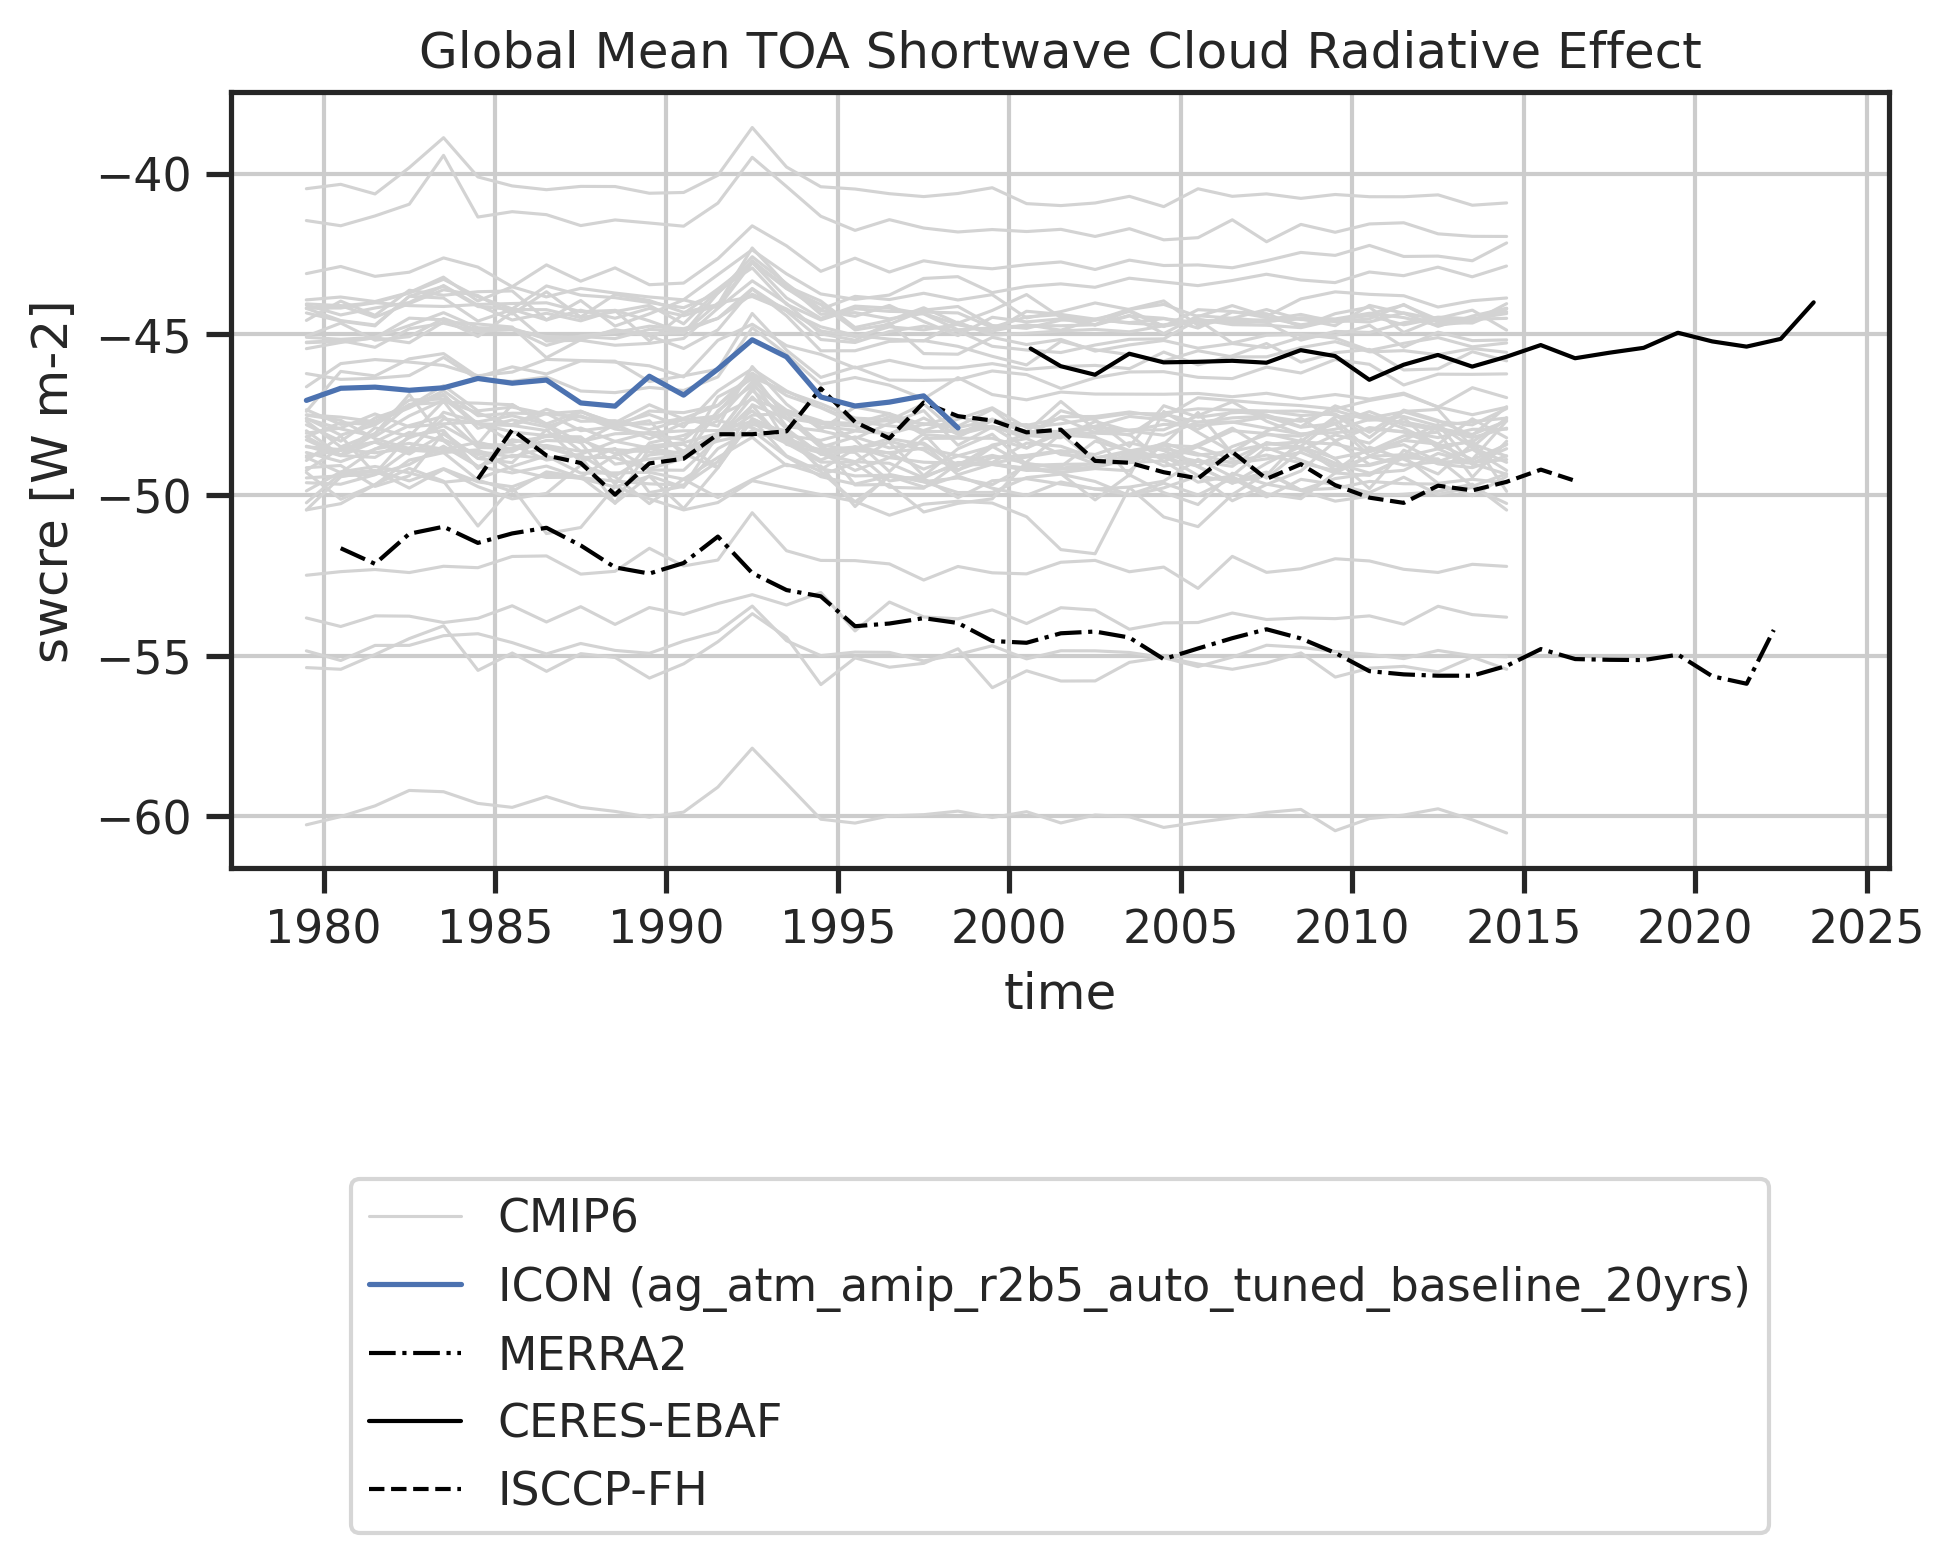 Global Mean TOA Shortwave Cloud Radiative Effect
−40
−45
−50
−55
−60
swcre [W m-2]
1980 1985 1990 1995 2000 2005 2010 2015 2020 2025
time
CMIP6
ICON (ag_atm_amip_r2b5_auto_tuned_baseline_20yrs)
MERRA2
CERES-EBAF
ISCCP-FH